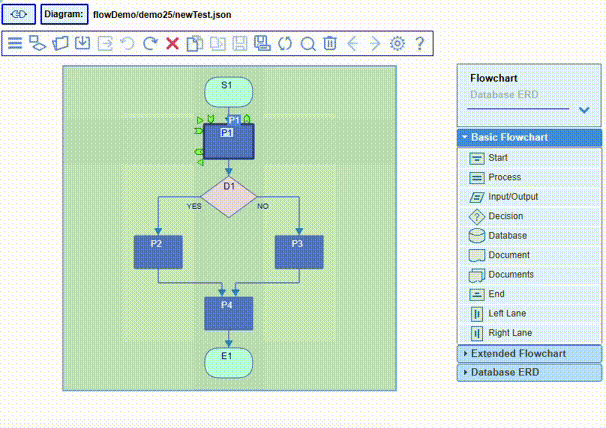 Diagram: flowDemo/demo25/newTest.json
?
S1
P1
P1
D1
YES NO
P2 P3
P4
E1
Flowchart
Database ERD
Basic Flowchart
Start
Process
Input/Output
? Decision
Database
Document
Documents
End
Left Lane
Right Lane
Extended Flowchart
Database ERD